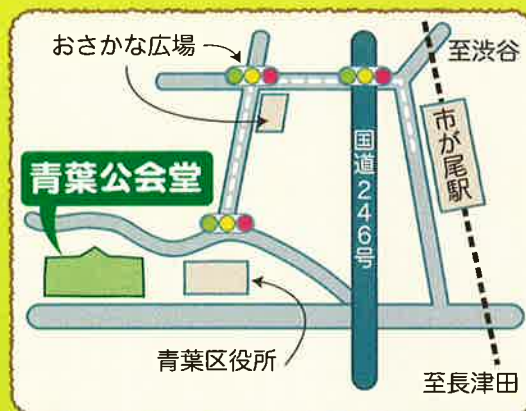 おさかな広場
至渋谷
市が尾駅
国道246号
青葉公会堂
青葉区役所
至長津田